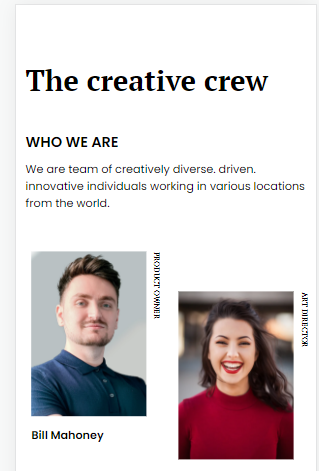 The creative crew
WHO WE ARE
We are team of creatively diverse. driven.
innovative individuals working in various locations
from the world.
PRODUCT OWNER
Bill Mahoney
ART DIRECTOR